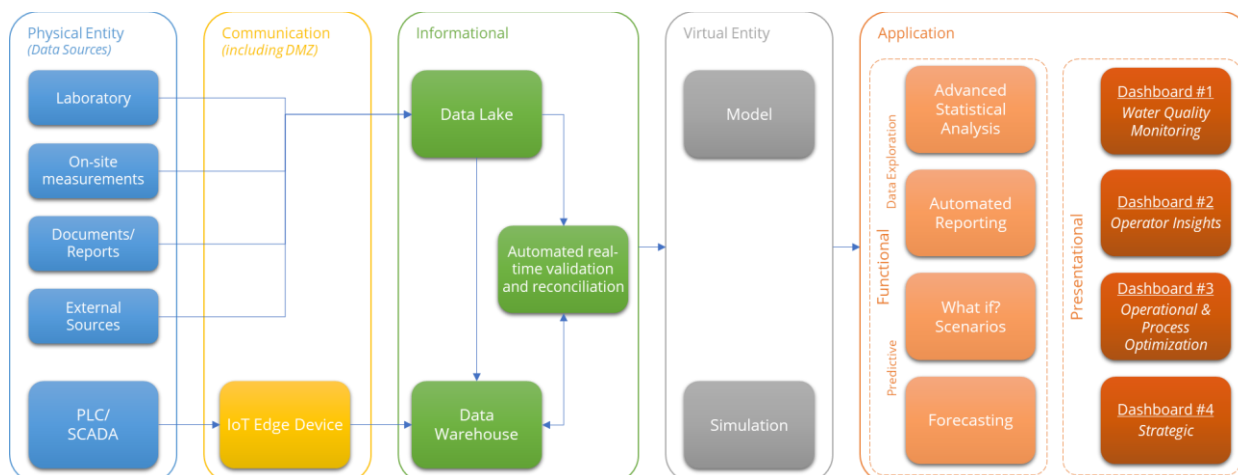 Physical Entity
(Data Sources)
Laboratory
On-site
measurements
Documents/
Reports
External
Sources
PLC/
SCADA
Communication
(including DMZ)
IoT Edge Device
Informational
Data Lake
Automated real-
time validation
and reconciliation
Data
Warehouse
Virtual Entity
Model
Simulation
Application
Functional
Data Exploration
Predictive
Advanced
Statistical
Analysis
Automated
Reporting
What if?
Scenarios
Forecasting
Presentational
Dashboard #1
Water Quality
Monitoring
Dashboard #2
Operator Insights
Dashboard #3
Operational &
Process
Optimization
Dashboard #4
Strategic